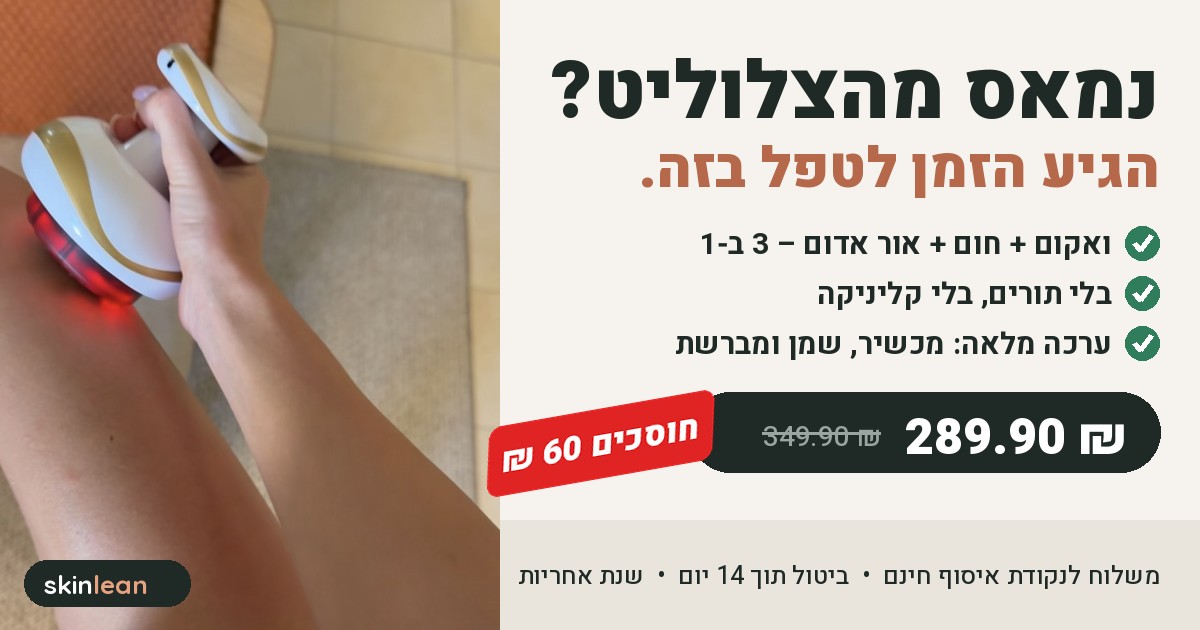 נמאס מהצלוליט?
הגיע הזמן לטפל בזה.
ואקום + חום + אור אדום – 3 ב-1
בלי תורים, בלי קליניקה
ערכה מלאה: מכשיר, שמן ומברשת
289.90 ₪ 349.90 ₪
חוסכים 60 ₪
משלוח לנקודת איסוף חינם • ביטול תוך 14 יום • שנת אחריות
skinlean